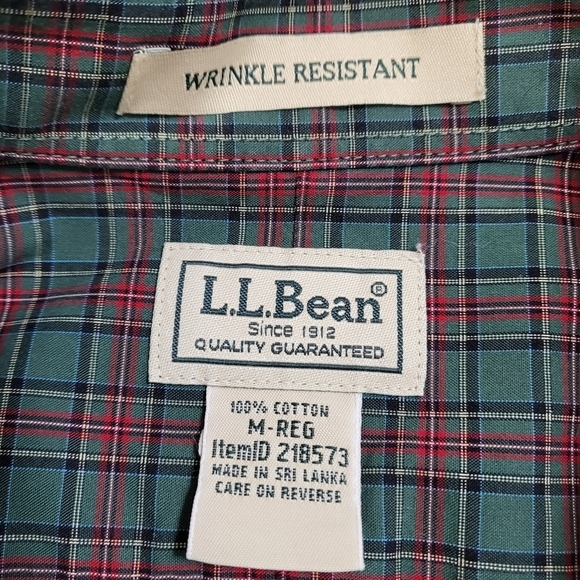 WRINKLE RESISTANT
L.L.Bean®
Since 1912
QUALITY GUARANTEED
100% COTTON
M-REG
ItemID 218573
MADE IN SRI LANKA
CARE ON REVERSE